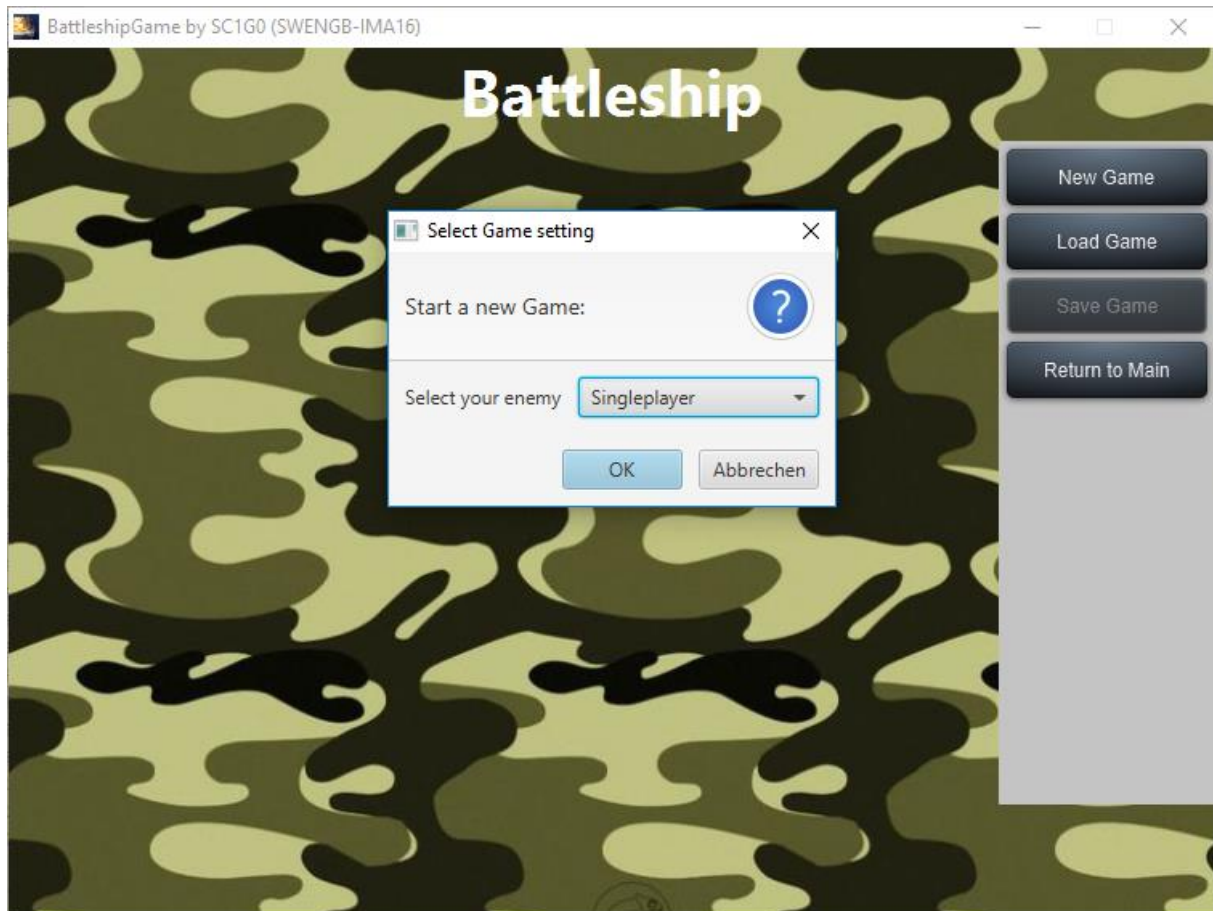 BattleshipGame by SC1G0 (SWENGB-IMA16)
Battleship
New Game
Load Game
Save Game
Return to Main
Select Game setting
Start a new Game:
?
Select your enemy Singleplayer
OK Abbrechen